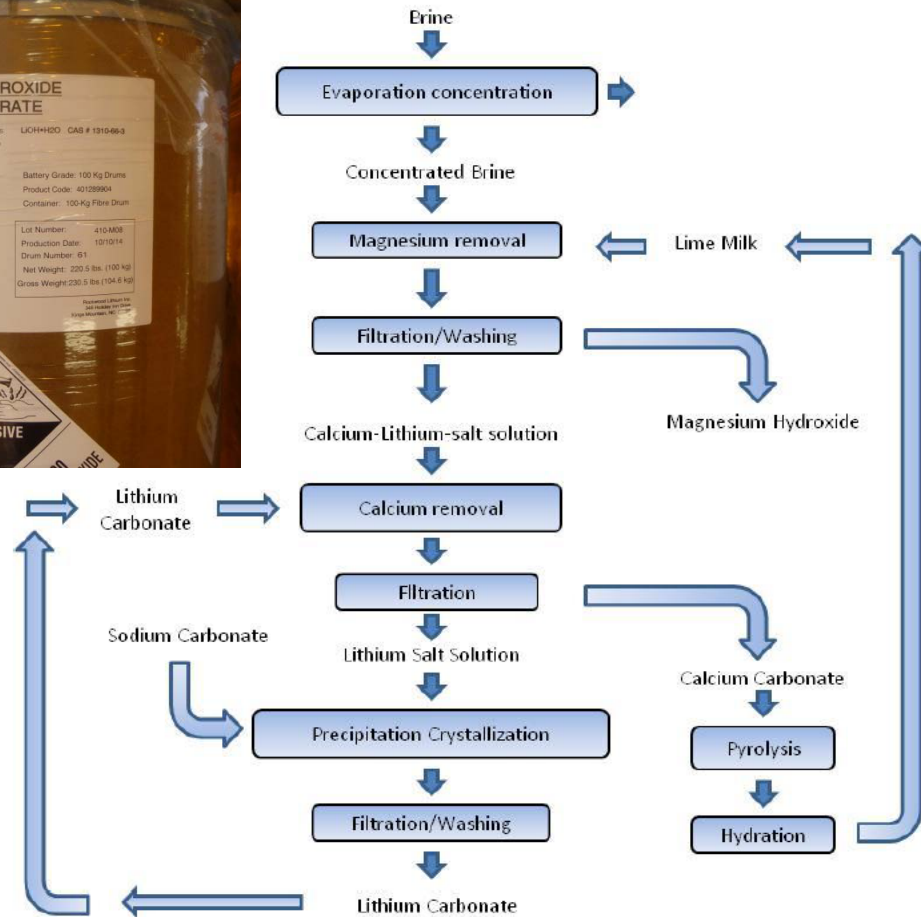 ROXIDE
RATE
LiOH•H2O CAS # 1310-66-3
Battery Grade: 100 Kg Drums
Product Code: 401289904
Container: 100-Kg Fibre Drum
Lot Number: 410-M08
Production Date: 10/10/14
Drum Number: 61
Net Weight: 220.5 lbs. (100 kg)
Gross Weight: 230.5 lbs (104.6 kg)
SIVE
OXIDE
Brine
Evaporation concentration
Concentrated Brine
Magnesium removal
Lime Milk
Filtration/Washing
Magnesium Hydroxide
Calcium-Lithium-salt solution
Lithium
Carbonate
Calcium removal
Filtration
Sodium Carbonate
Lithium Salt Solution
Calcium Carbonate
Precipitation Crystallization
Pyrolysis
Filtration/Washing
Hydration
Lithium Carbonate